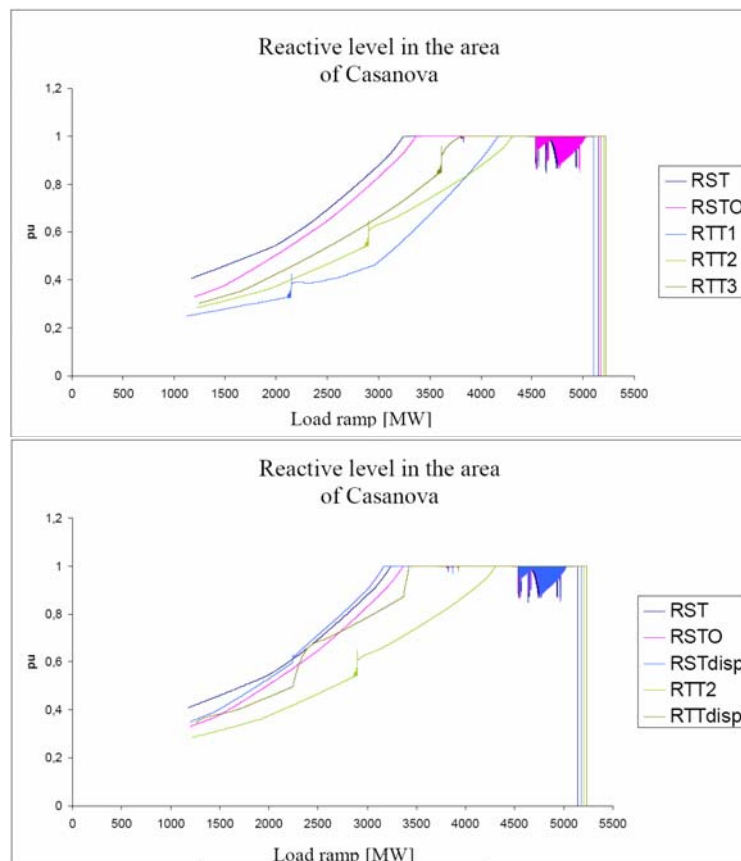 Reactive level in the area
of Casanova
1,2
1
0,8
0,6
0,4
0,2
0
pu
0 500 1000 1500 2000 2500 3000 3500 4000 4500 5000 5500
Load ramp [MW]
RST
RSTO
RTT1
RTT2
RTT3
Reactive level in the area
of Casanova
1,2
1
0,8
0,6
0,4
0,2
0
pu
0 500 1000 1500 2000 2500 3000 3500 4000 4500 5000 5500
Load ramp [MW]
RST
RSTO
RSTdisp
RTT2
RTTdisp